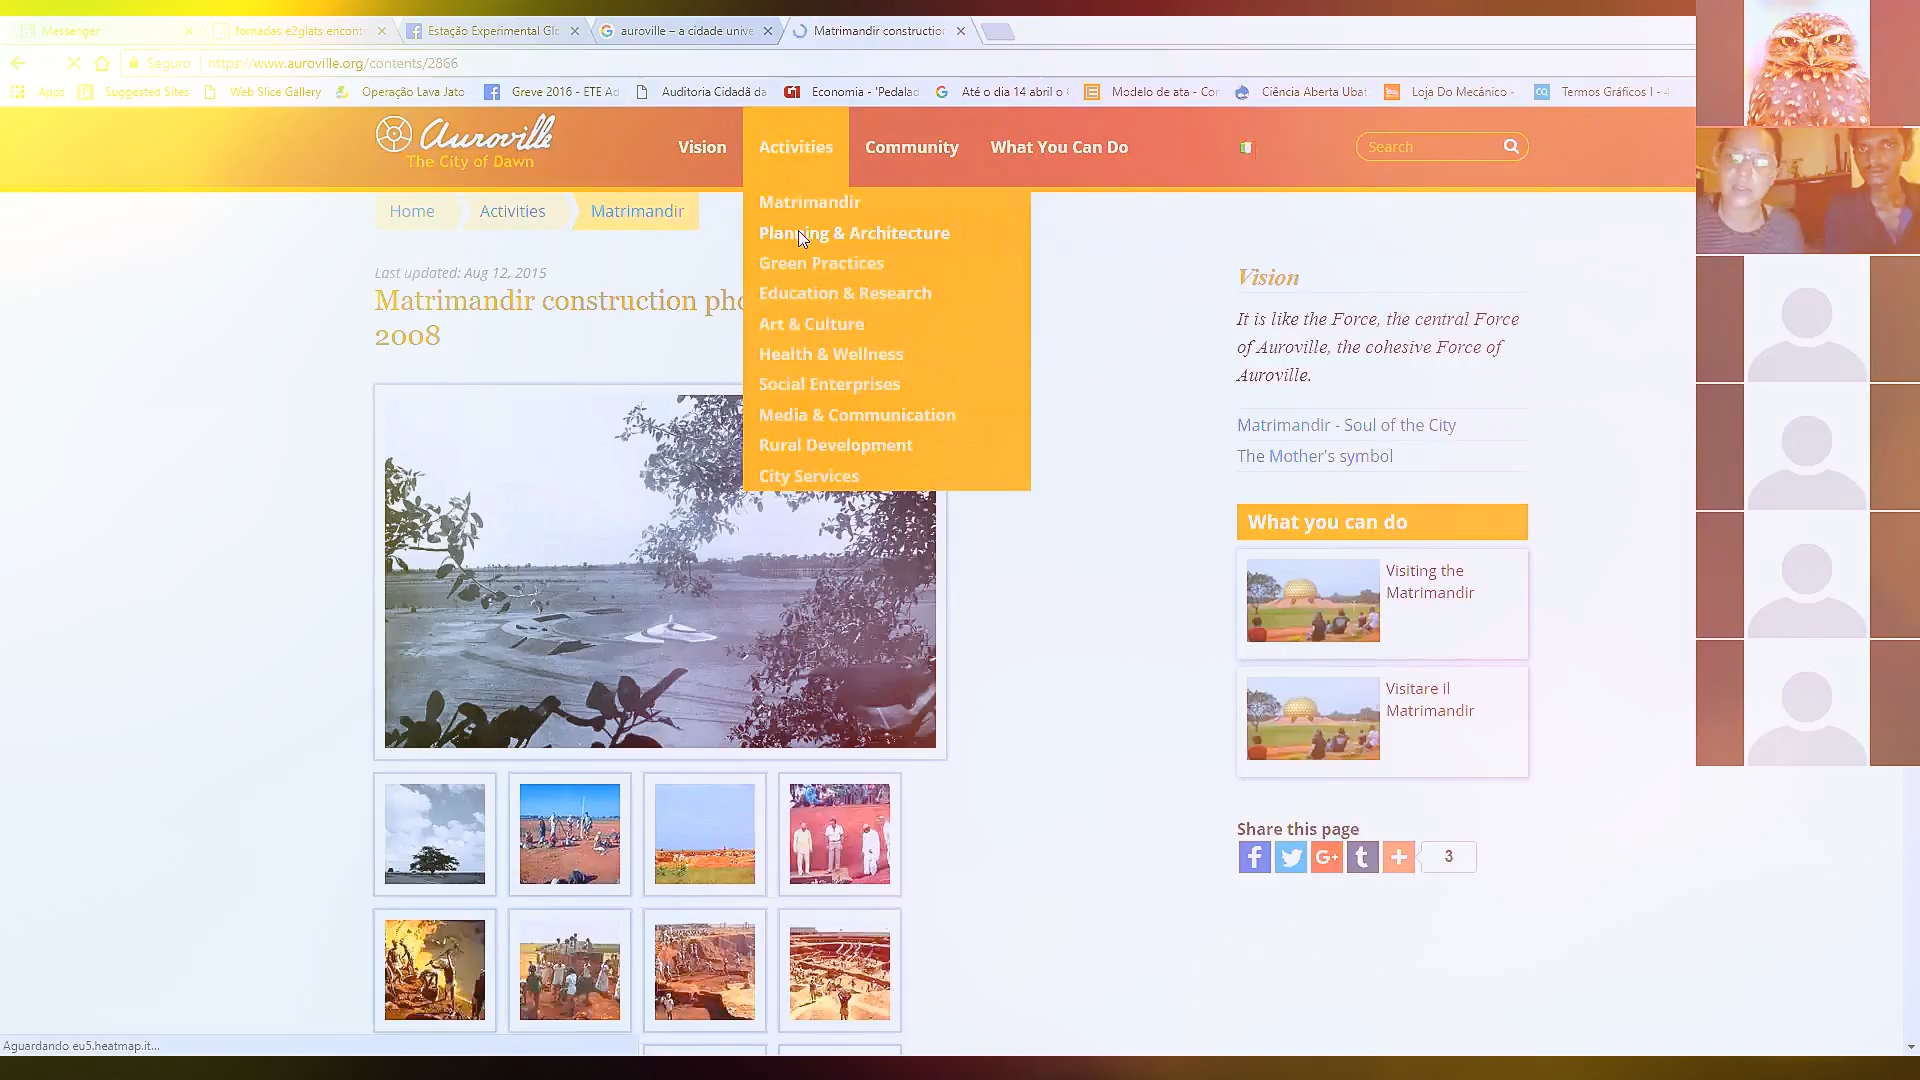 Messenger
Jornadas e2glats encont
Estação Experimental Gl
auroville – a cidade unive
Matrimandir constructio
Seguro
https://www.auroville.org/contents/2866
Apps
Suggested Sites
Web Slice Gallery
Operação Lava Jato
Greve 2016 - ETE Ad
Auditoria Cidadã da
Economia - 'Pedalad
Até o dia 14 abril o
Modelo de ata - Con
Ciência Aberta Ubat
Loja Do Mecânico -
Termos Gráficos I - 4
Auroville
The City of Dawn
Vision
Activities
Community
What You Can Do
Search
Home
Activities
Matrimandir
Matrimandir
Planning & Architecture
Green Practices
Education & Research
Art & Culture
Health & Wellness
Social Enterprises
Media & Communication
Rural Development
City Services
Last updated: Aug 12, 2015
Matrimandir construction pho
2008
Vision
It is like the Force, the central Force
of Auroville, the cohesive Force of
Auroville.
Matrimandir - Soul of the City
The Mother's symbol
What you can do
Visiting the
Matrimandir
Visitare il
Matrimandir
Share this page
3
Aguardando eu5.heatmap.it...